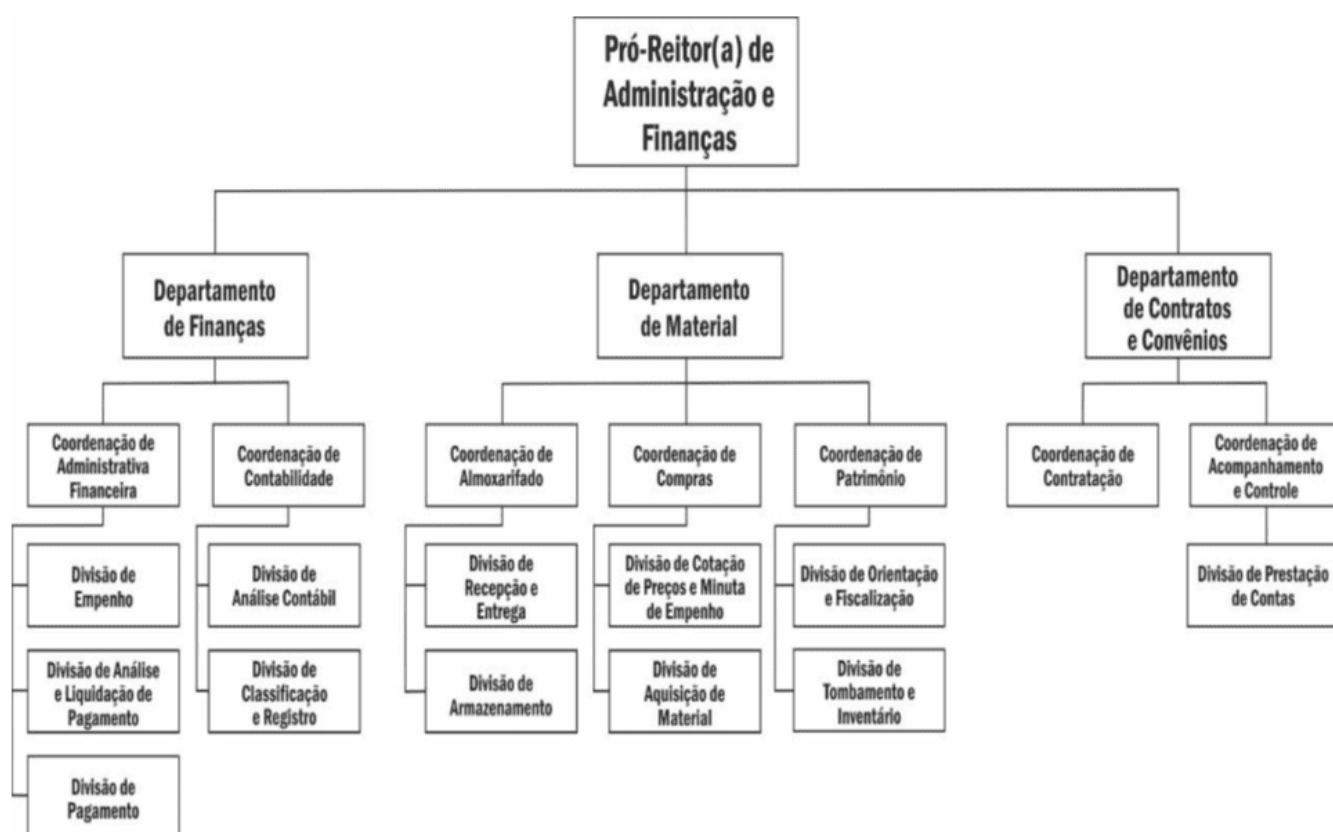 Pró-Reitor(a) de
Administração e
Finanças
Departamento
de Finanças
Departamento
de Material
Departamento
de Contratos
e Convênios
Coordenação de
Administrativa
Financeira
Coordenação de
Contabilidade
Coordenação de
Almoxarifado
Coordenação de
Compras
Coordenação de
Patrimônio
Coordenação de
Contratação
Coordenação de
Acompanhamento
e Controle
Divisão de
Empenho
Divisão de
Análise Contábil
Divisão de
Recepção e
Entrega
Divisão de Cotação
de Preços e Minuta
de Empenho
Divisão de Orientação
e Fiscalização
Divisão de Prestação
de Contas
Divisão de Análise
e Liquidação de
Pagamento
Divisão de
Classificação
e Registro
Divisão de
Armazenamento
Divisão de
Aquisição de
Material
Divisão de
Tombamento e
Inventário
Divisão de
Pagamento